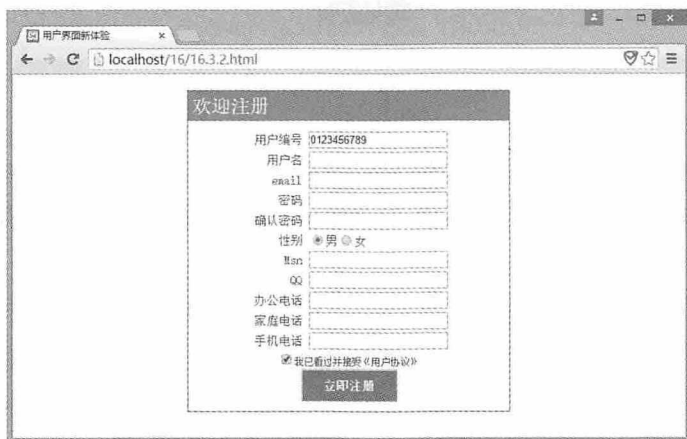 用户界面新体验
localhost/16/16.3.2.html
欢迎注册
用户编号 0123456789
用户名
email
密码
确认密码
性别 男 女
Msn
QQ
办公电话
家庭电话
手机电话
我已看过并接受《用户协议》
立即注册